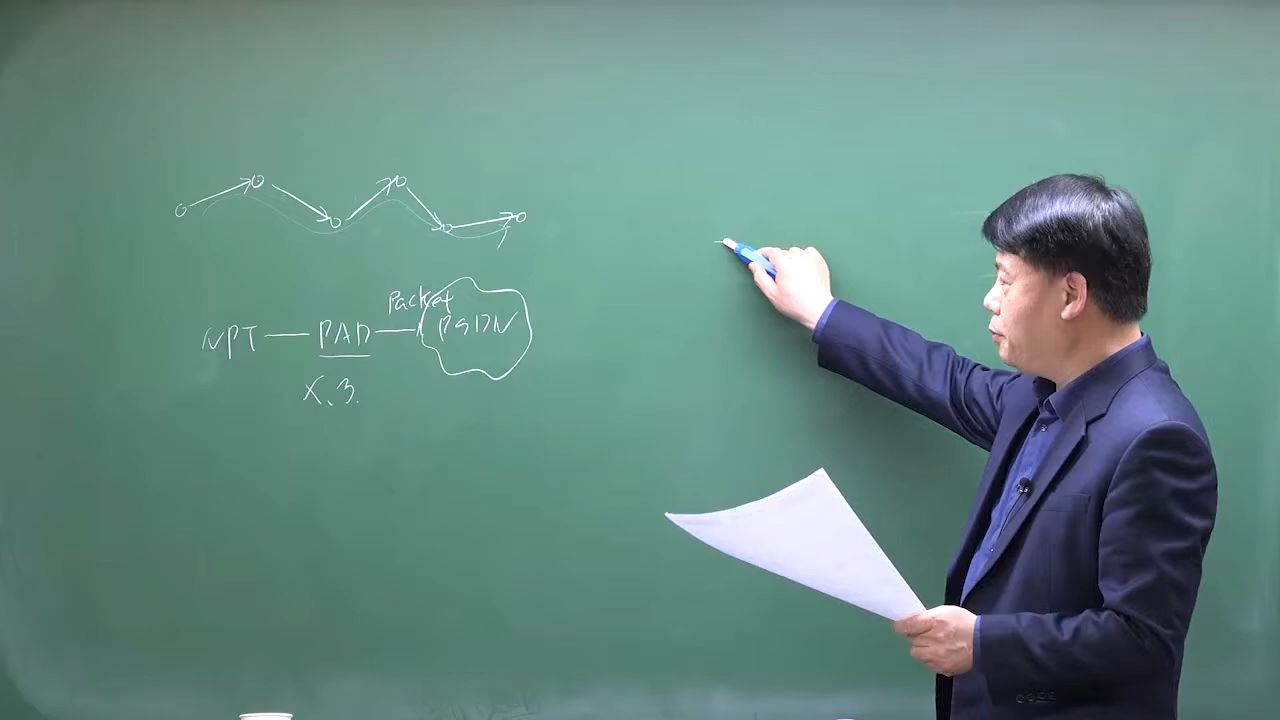 Packet
NPT — PAD — PSDN
X.3